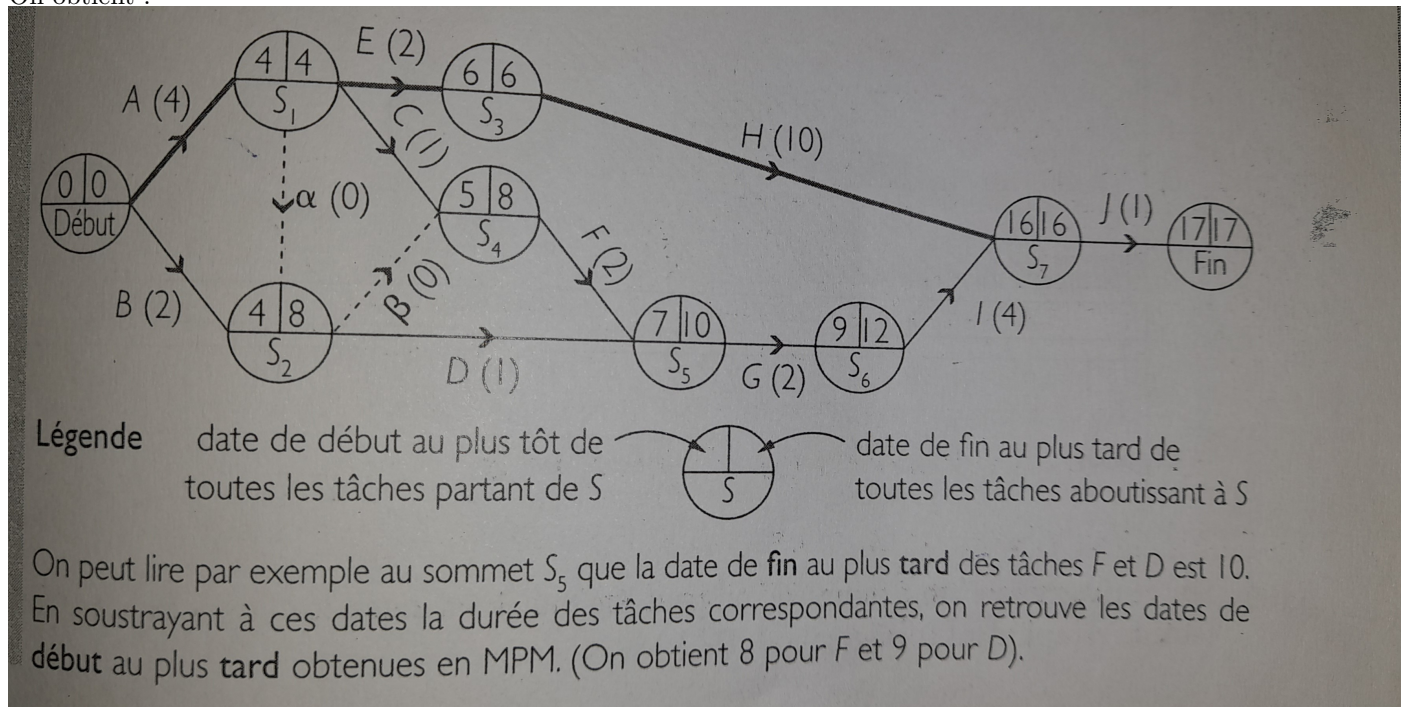 On obtient :
A (4)
4 4
S1
E (2)
6 6
S3
C (1)
H (10)
0 0
Début
α (0)
5 8
S4
F (2)
16 16
S7
J (1)
17 17
Fin
B (2)
4 8
S2
β (0)
D (1)
7 10
S5
G (2)
9 12
S6
I (4)
Légende
date de début au plus tôt de
toutes les tâches partant de S
S
date de fin au plus tard de
toutes les tâches aboutissant à S
On peut lire par exemple au sommet S5 que la date de fin au plus tard des tâches F et D est 10.
En soustrayant à ces dates la durée des tâches correspondantes, on retrouve les dates de
début au plus tard obtenues en MPM. (On obtient 8 pour F et 9 pour D).